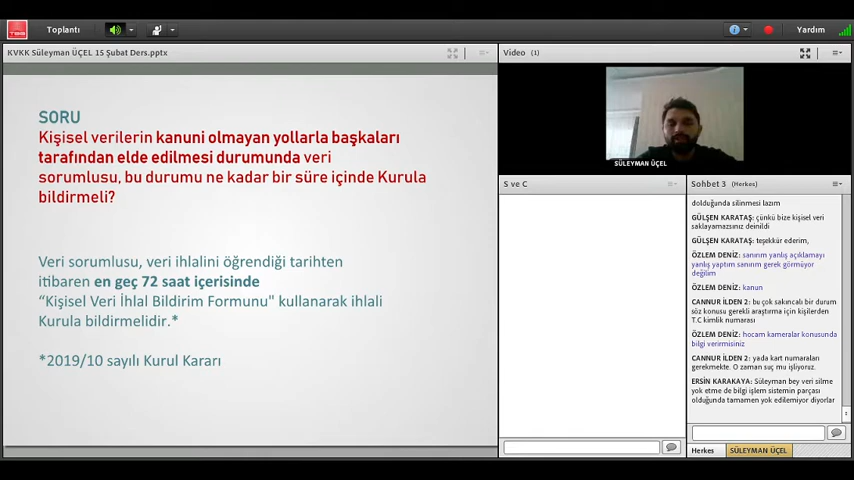 Toplantı
Yardım
KVKK Süleyman ÜÇEL 15 Şubat Ders.pptx
SORU
Kişisel verilerin kanuni olmayan yollarla başkaları
tarafından elde edilmesi durumunda veri
sorumlusu, bu durumu ne kadar bir süre içinde Kurula
bildirmeli?
Veri sorumlusu, veri ihlalini öğrendiği tarihten
itibaren en geç 72 saat içerisinde
“Kişisel Veri İhlal Bildirim Formunu" kullanarak ihlali
Kurula bildirmelidir.*
*2019/10 sayılı Kurul Kararı
Video (1)
SÜLEYMAN ÜÇEL
S ve C
Sohbet 3 (Herkes)
dolduğunda silinmesi lazım
GÜLŞEN KARATAŞ: çünkü bize kişisel veri
saklayamazsınız deinildi
GÜLŞEN KARATAŞ: teşekkür ederim,
ÖZLEM DENİZ: sanırım yanlış açıklamayı
yanlış yaptım sanırım gerek görmüyor
değilim
ÖZLEM DENİZ: kanun
CANNUR İLDEN 2: bu çok sakıncalı bir durum
söz konusu gerekli araştırma için kişilerden
T.C kimlik numarası
ÖZLEM DENİZ: hocam kameralar konusunda
bilgi verirmisiniz
CANNUR İLDEN 2: yada kart numaraları
gerekmekte. O zaman suç mu işliyoruz.
ERSİN KARAKAYA: Süleyman bey veri silme
yok etme de bilgi işlem sistemin parçası
olduğunda tamamen yok edilemiyor diyorlar
Herkes
SÜLEYMAN ÜÇEL